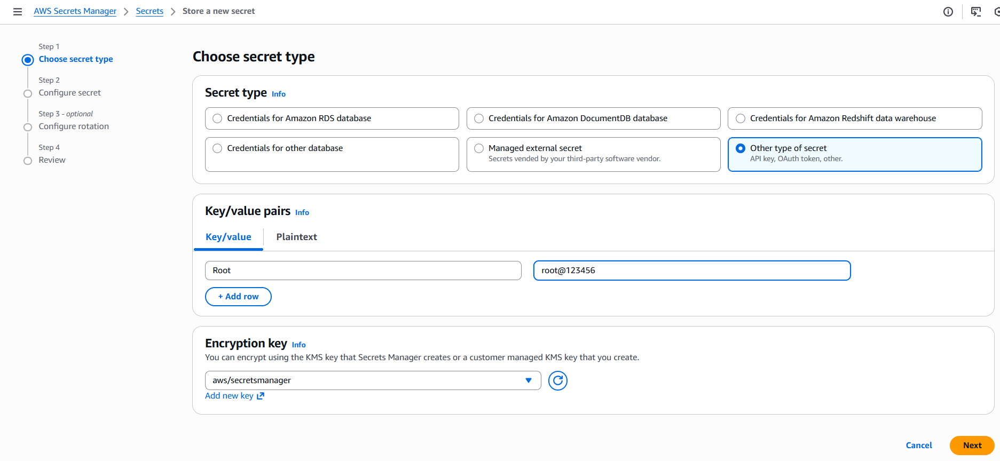 AWS Secrets Manager > Secrets > Store a new secret
Step 1
Choose secret type
Step 2
Configure secret
Step 3 - optional
Configure rotation
Step 4
Review
Choose secret type
Secret type Info
Credentials for Amazon RDS database
Credentials for Amazon DocumentDB database
Credentials for Amazon Redshift data warehouse
Credentials for other database
Managed external secret
Secrets vended by your third-party software vendor.
Other type of secret
API key, OAuth token, other.
Key/value pairs Info
Key/value
Plaintext
Root
root@123456
+ Add row
Encryption key Info
You can encrypt using the KMS key that Secrets Manager creates or a customer managed KMS key that you create.
aws/secretsmanager
Add new key
Cancel
Next